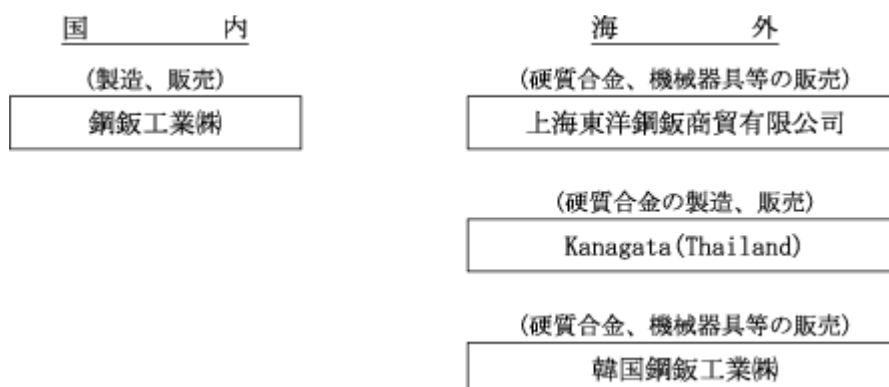 国内
海外
(製造、販売)
鋼鈑工業㈱
(硬質合金、機械器具等の販売)
上海東洋鋼鈑商貿有限公司
(硬質合金の製造、販売)
Kanagata(Thailand)
(硬質合金、機械器具等の販売)
韓国鋼鈑工業㈱